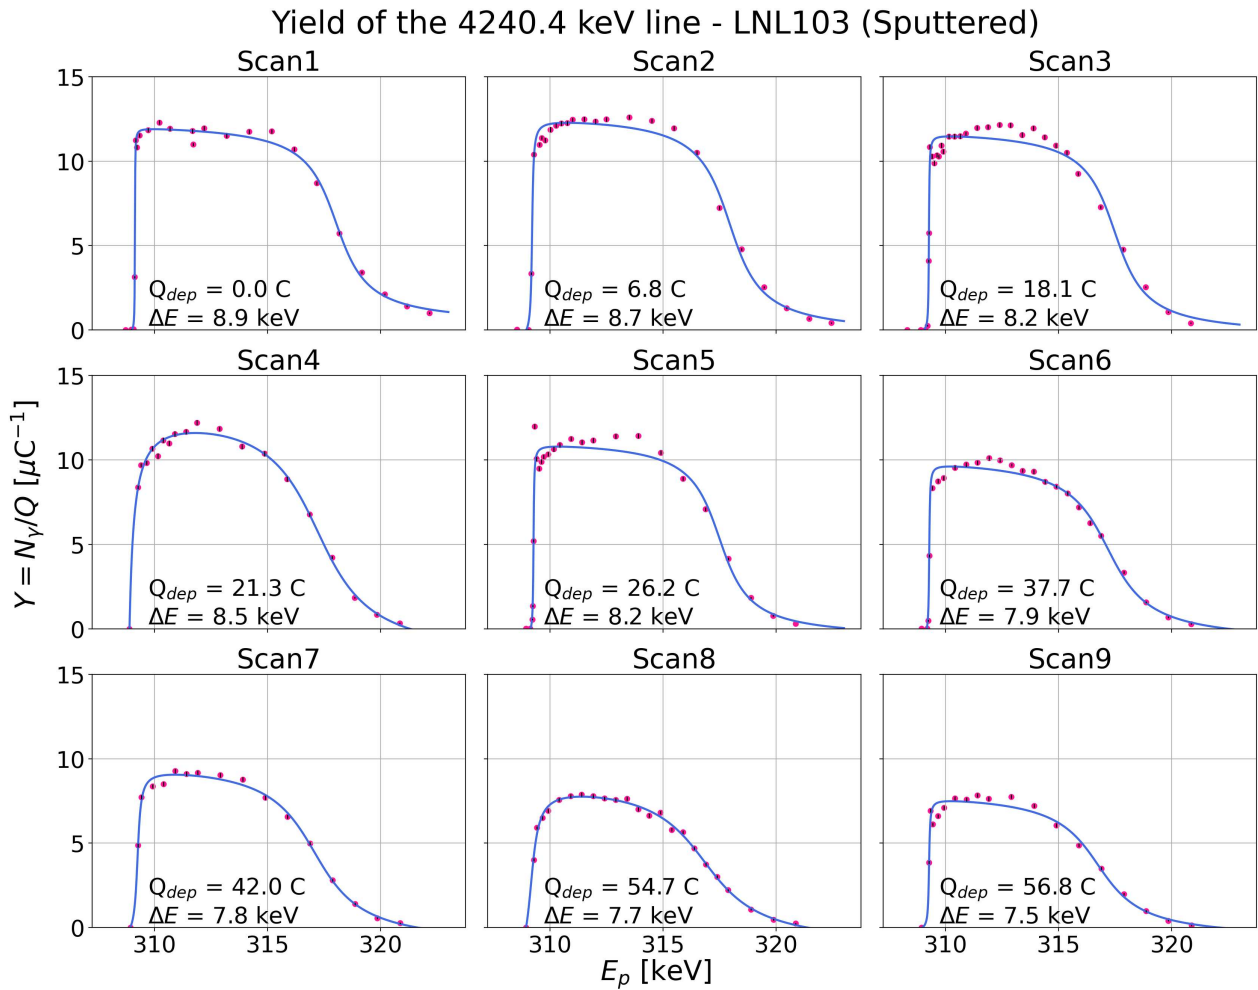 Yield of the 4240.4 keV line - LNL103 (Sputtered)
Scan1 Scan2 Scan3
15
10
5
0
Q_dep = 0.0 C
ΔE = 8.9 keV
Q_dep = 6.8 C
ΔE = 8.7 keV
Q_dep = 18.1 C
ΔE = 8.2 keV
Scan4 Scan5 Scan6
15
10
5
0
Q_dep = 21.3 C
ΔE = 8.5 keV
Q_dep = 26.2 C
ΔE = 8.2 keV
Q_dep = 37.7 C
ΔE = 7.9 keV
Y = N_γ/Q [μC⁻¹]
Scan7 Scan8 Scan9
15
10
5
0
Q_dep = 42.0 C
ΔE = 7.8 keV
Q_dep = 54.7 C
ΔE = 7.7 keV
Q_dep = 56.8 C
ΔE = 7.5 keV
310 315 320 310 315 320 310 315 320
E_p [keV]